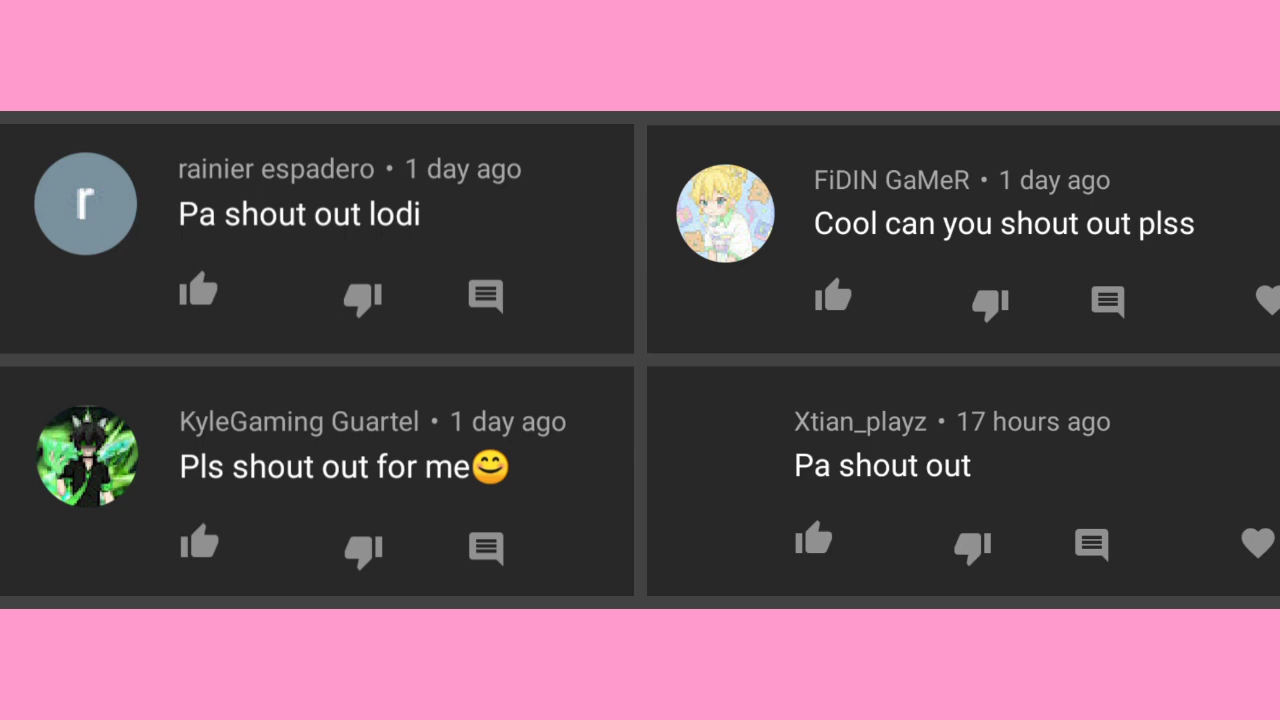 r
rainier espadero • 1 day ago
Pa shout out lodi
FiDIN GaMeR • 1 day ago
Cool can you shout out plss
KyleGaming Guartel • 1 day ago
Pls shout out for me😊
Xtian_playz • 17 hours ago
Pa shout out